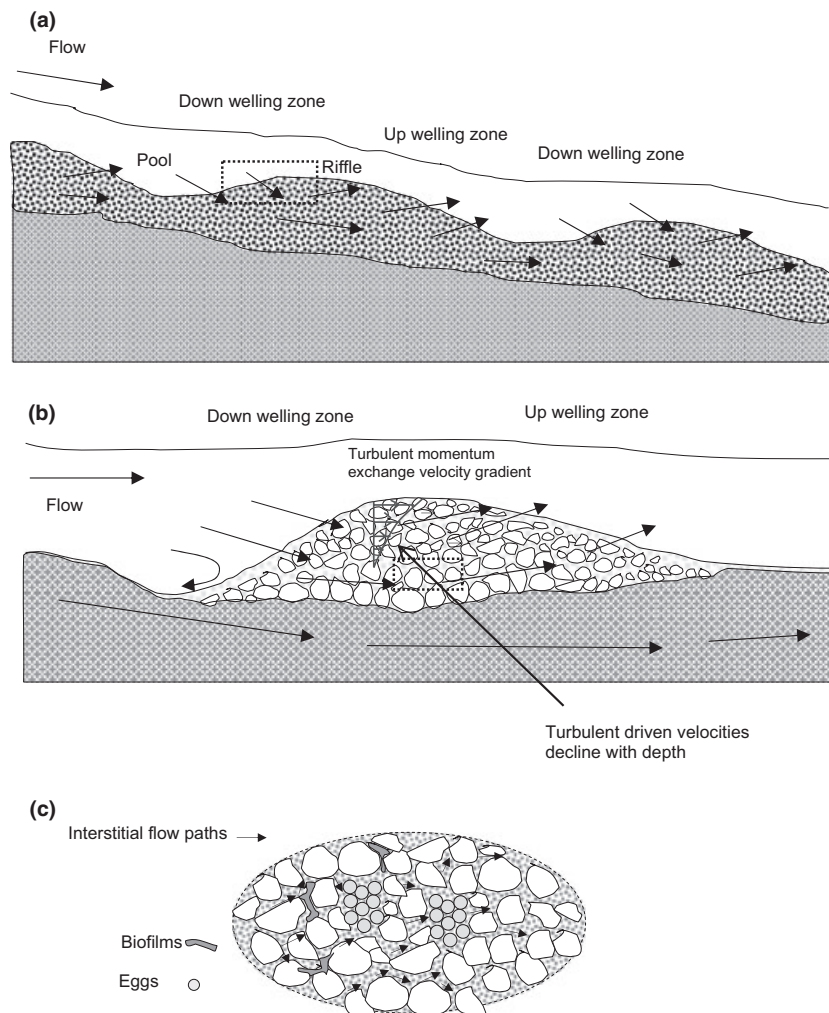 (a)
Flow
Down welling zone
Up welling zone
Down welling zone
Pool
Riffle
(b)
Down welling zone
Up welling zone
Turbulent momentum
exchange velocity gradient
Flow
Turbulent driven velocities
decline with depth
(c)
Interstitial flow paths
Biofilms
Eggs